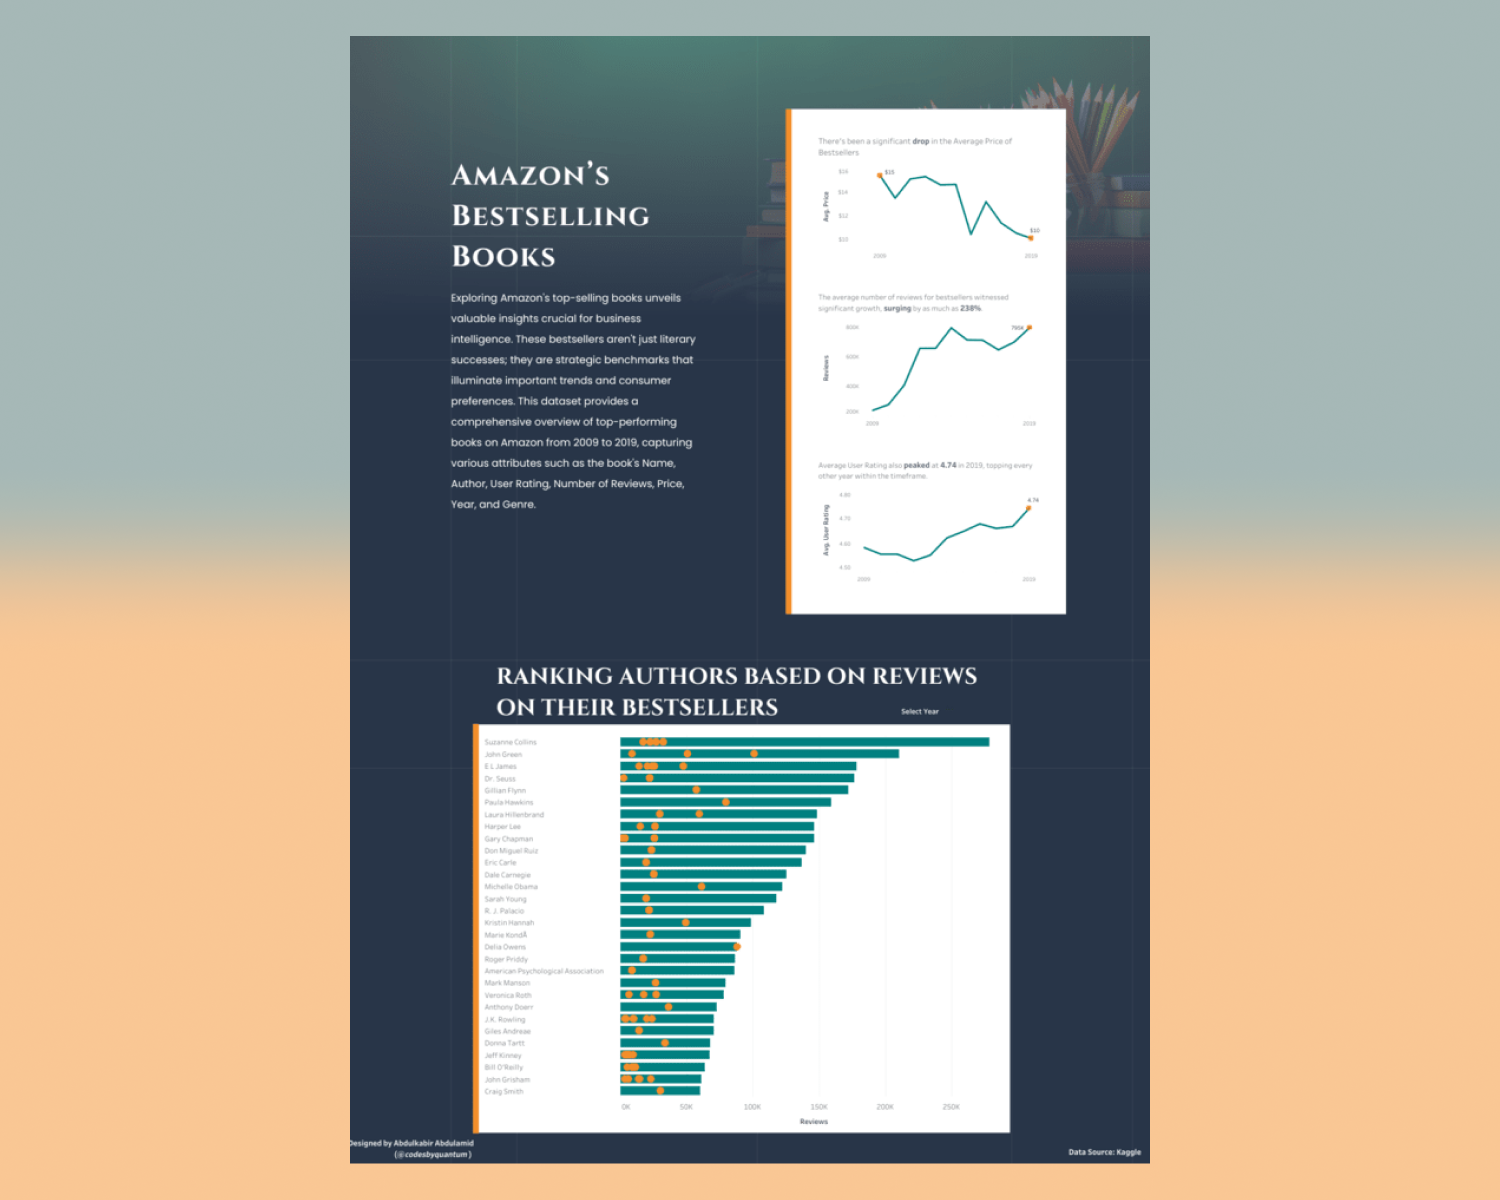 AMAZON'S
BESTSELLING
BOOKS
Exploring Amazon's top-selling books unveils
valuable insights crucial for business
intelligence. These bestsellers aren't just literary
successes; they are strategic benchmarks that
illuminate important trends and consumer
preferences. This dataset provides a
comprehensive overview of top-performing
books on Amazon from 2009 to 2019, capturing
various attributes such as the book's Name,
Author, User Rating, Number of Reviews, Price,
Year, and Genre.
There's been a significant drop in the Average Price of
Bestsellers
Avg. Price
$16
$14
$12
$10
$15
$10
2009
2019
The average number of reviews for bestsellers witnessed
significant growth, surging by as much as 238%.
Reviews
800K
600K
400K
200K
795K
2009
2019
Average User Rating also peaked at 4.74 in 2019, topping every
other year within the timeframe.
Avg. User Rating
4.80
4.70
4.60
4.50
4.74
2009
2019
RANKING AUTHORS BASED ON REVIEWS
ON THEIR BESTSELLERS
Select Year
Suzanne Collins
John Green
E L James
Dr. Seuss
Gillian Flynn
Paula Hawkins
Laura Hillenbrand
Harper Lee
Gary Chapman
Don Miguel Ruiz
Eric Carle
Dale Carnegie
Michelle Obama
Sarah Young
R. J. Palacio
Kristin Hannah
Marie KondÅ
Delia Owens
Roger Priddy
American Psychological Association
Mark Manson
Veronica Roth
Anthony Doerr
J.K. Rowling
Giles Andreae
Donna Tartt
Jeff Kinney
Bill O'Reilly
John Grisham
Craig Smith
0K 50K 100K 150K 200K 250K
Reviews
Designed by Abdulkabir Abdulamid
(@codesbyquantum)
Data Source: Kaggle